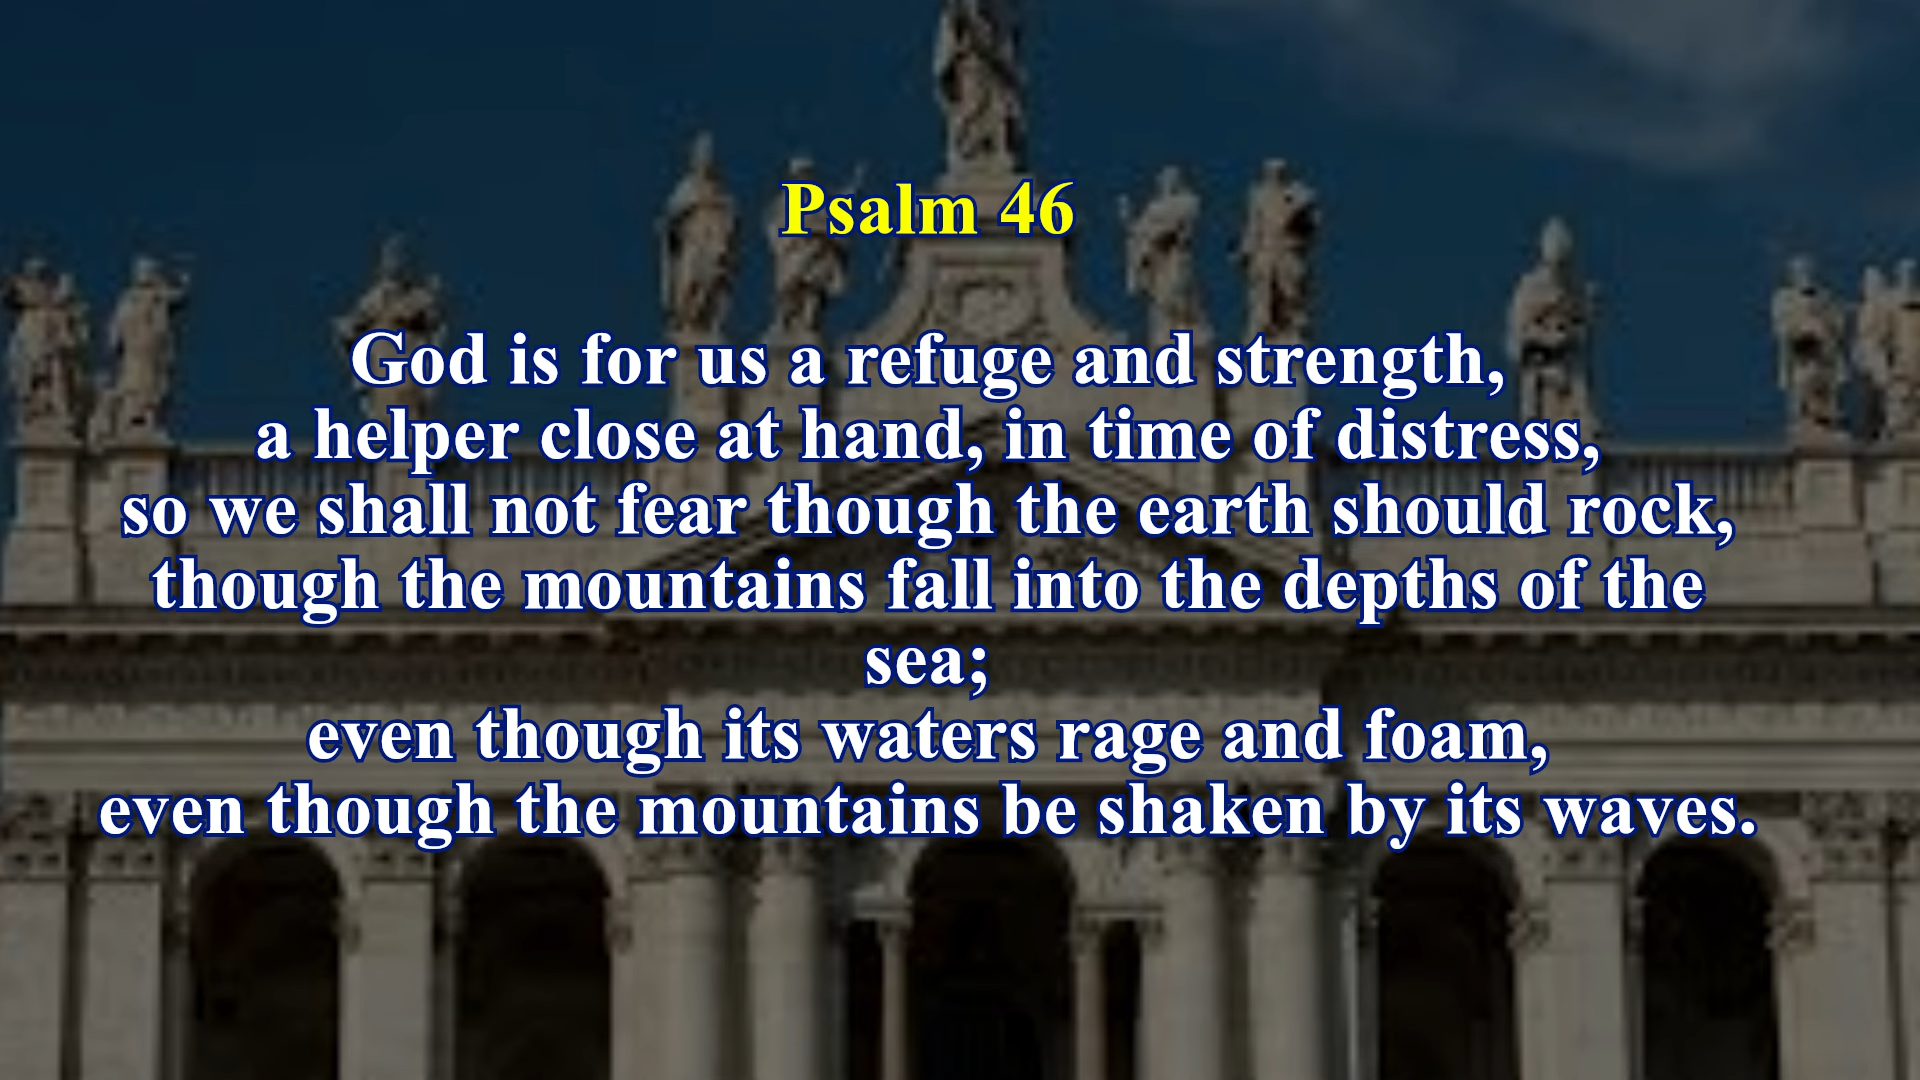 Psalm 46
God is for us a refuge and strength,
a helper close at hand, in time of distress,
so we shall not fear though the earth should rock,
though the mountains fall into the depths of the
sea;
even though its waters rage and foam,
even though the mountains be shaken by its waves.